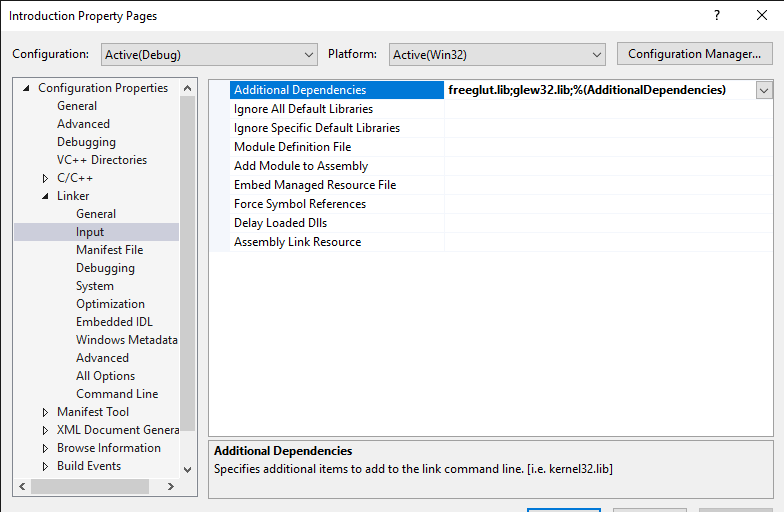 Introduction Property Pages
Configuration: Active(Debug) Platform: Active(Win32) Configuration Manager...
Configuration Properties
General
Advanced
Debugging
VC++ Directories
C/C++
Linker
General
Input
Manifest File
Debugging
System
Optimization
Embedded IDL
Windows Metadata
Advanced
All Options
Command Line
Manifest Tool
XML Document Genera
Browse Information
Build Events
Additional Dependencies freeglut.lib;glew32.lib;%(AdditionalDependencies)
Ignore All Default Libraries
Ignore Specific Default Libraries
Module Definition File
Add Module to Assembly
Embed Managed Resource File
Force Symbol References
Delay Loaded Dlls
Assembly Link Resource
Additional Dependencies
Specifies additional items to add to the link command line. [i.e. kernel32.lib]